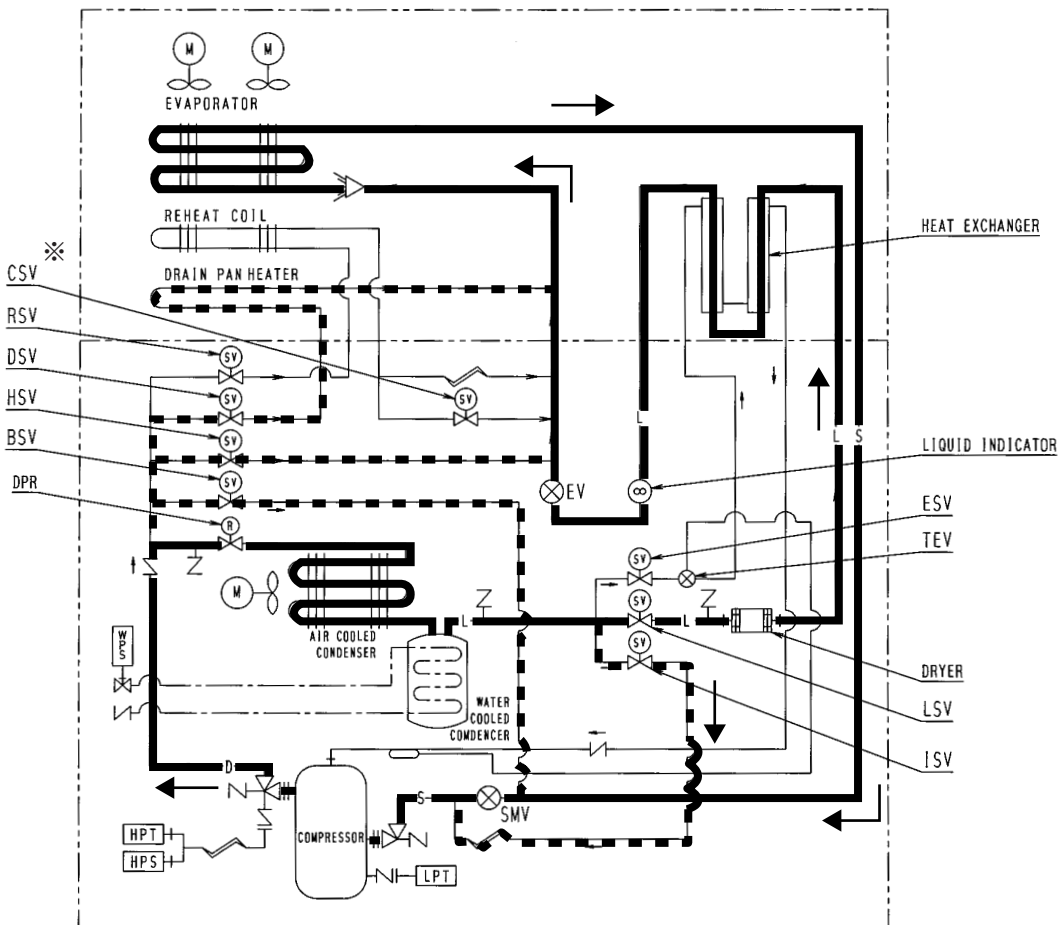 M
M
EVAPORATOR
REHEAT COIL
HEAT EXCHANGER
※
CSV
DRAIN PAN HEATER
RSV
SV
DSV
SV
SV
HSV
SV
L
L
S
BSV
SV
LIQUID INDICATOR
DPR
EV
∞
ESV
R
TEV
SV
M
SV
L
L
AIR COOLED
CONDENSER
SV
WPS
DRYER
WATER
COOLED
COMDENCER
LSV
ISV
D
S
SMV
HPT
COMPRESSOR
HPS
LPT